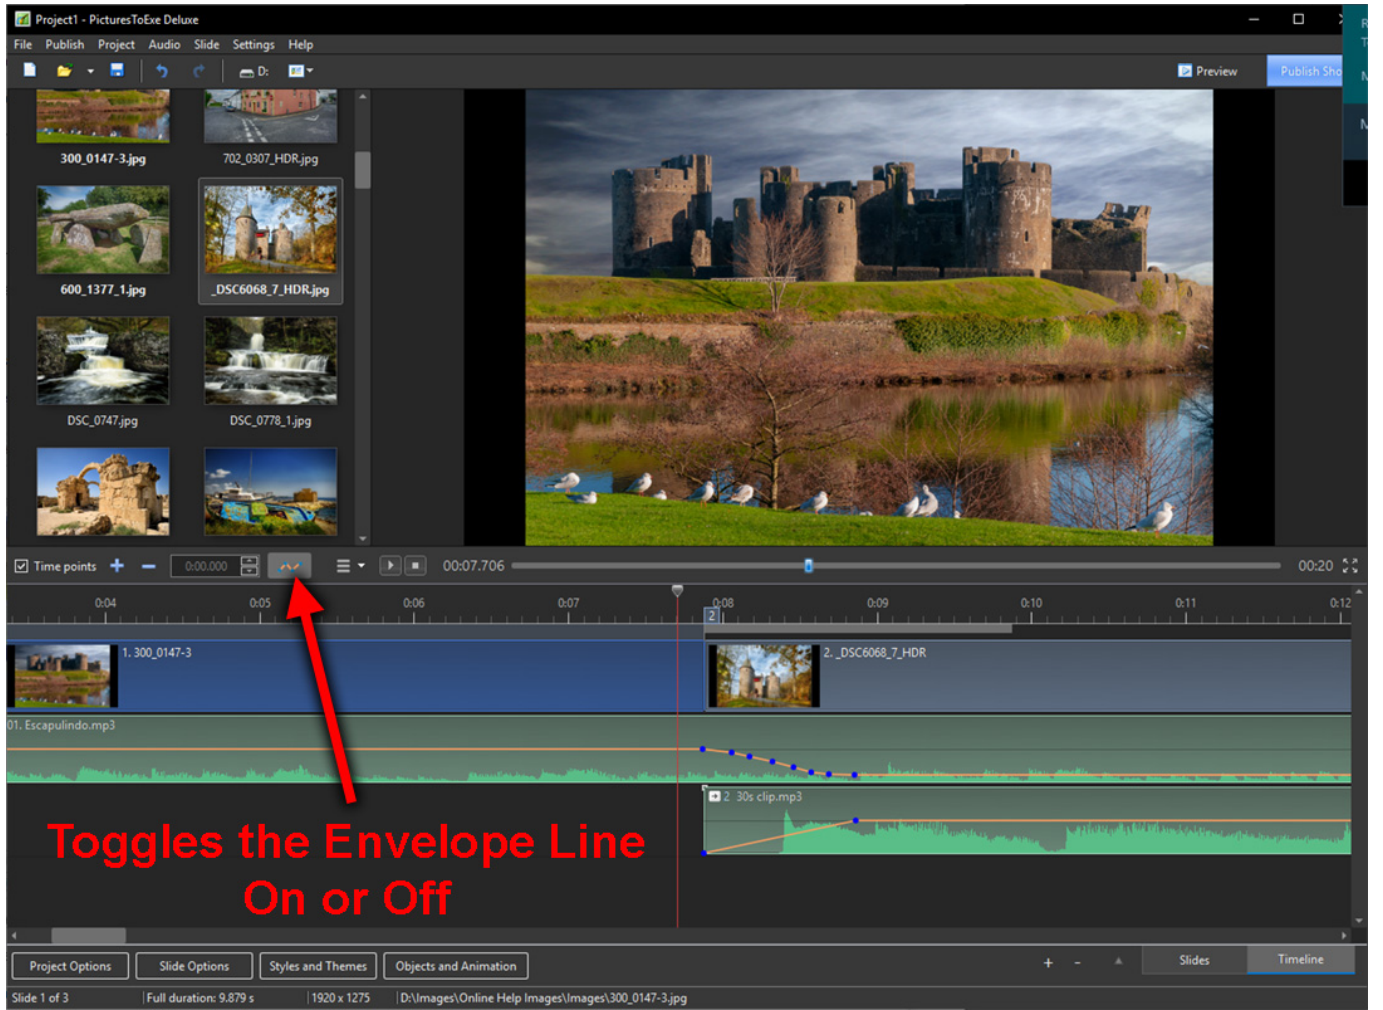 Project1 - PicturesToExe Deluxe
File Publish Project Audio Slide Settings Help
D:
Preview
Publish Sho
300_0147-3.jpg
702_0307_HDR.jpg
600_1377_1.jpg
_DSC6068_7_HDR.jpg
DSC_0747.jpg
DSC_0778_1.jpg
Time points
0:00.000
00:07.706
00:20
0:04 0:05 0:06 0:07 0:08 0:09 0:10 0:11 0:12
2
1. 300_0147-3
2. _DSC6068_7_HDR
01. Escapulindo.mp3
2 30s clip.mp3
Toggles the Envelope Line
On or Off
Project Options
Slide Options
Styles and Themes
Objects and Animation
+ -
Slides
Timeline
Slide 1 of 3
Full duration: 9.879 s
1920 x 1275
D:\Images\Online Help Images\Images\300_0147-3.jpg